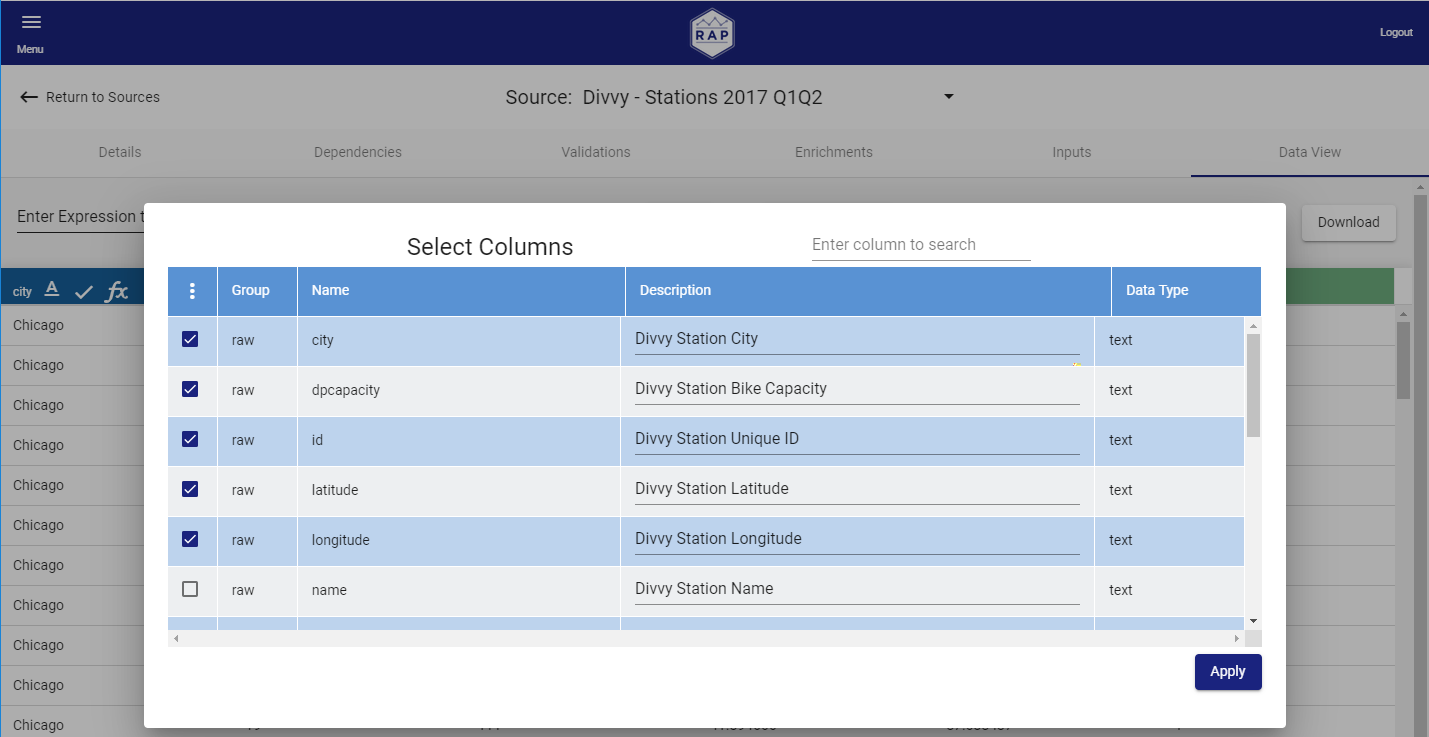 Menu
RAP
Logout
Return to Sources
Source: Divvy - Stations 2017 Q1Q2
Details Dependencies Validations Enrichments Inputs Data View
Enter Expression t
Download
Select Columns
Enter column to search
city A fx
Group Name Description Data Type
Chicago
raw city Divvy Station City text
Chicago
raw dpcapacity Divvy Station Bike Capacity text
Chicago
Chicago
raw id Divvy Station Unique ID text
Chicago
raw latitude Divvy Station Latitude text
Chicago
raw longitude Divvy Station Longitude text
Chicago
raw name Divvy Station Name text
Chicago
Chicago
Apply
Chicago
Chicago